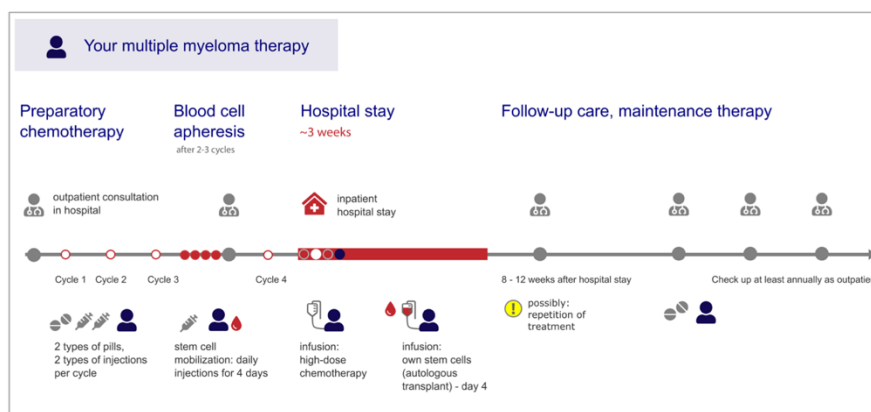 Your multiple myeloma therapy
Preparatory
chemotherapy
Blood cell
apheresis
after 2-3 cycles
Hospital stay
~3 weeks
Follow-up care, maintenance therapy
outpatient consultation
in hospital
inpatient
hospital stay
Cycle 1
Cycle 2
Cycle 3
Cycle 4
8 - 12 weeks after hospital stay
Check up at least annually as outpatie
2 types of pills,
2 types of injections
per cycle
stem cell
mobilization: daily
injections for 4 days
infusion:
high-dose
chemotherapy
infusion:
own stem cells
(autologous
transplant) - day 4
possibly:
repetition of
treatment